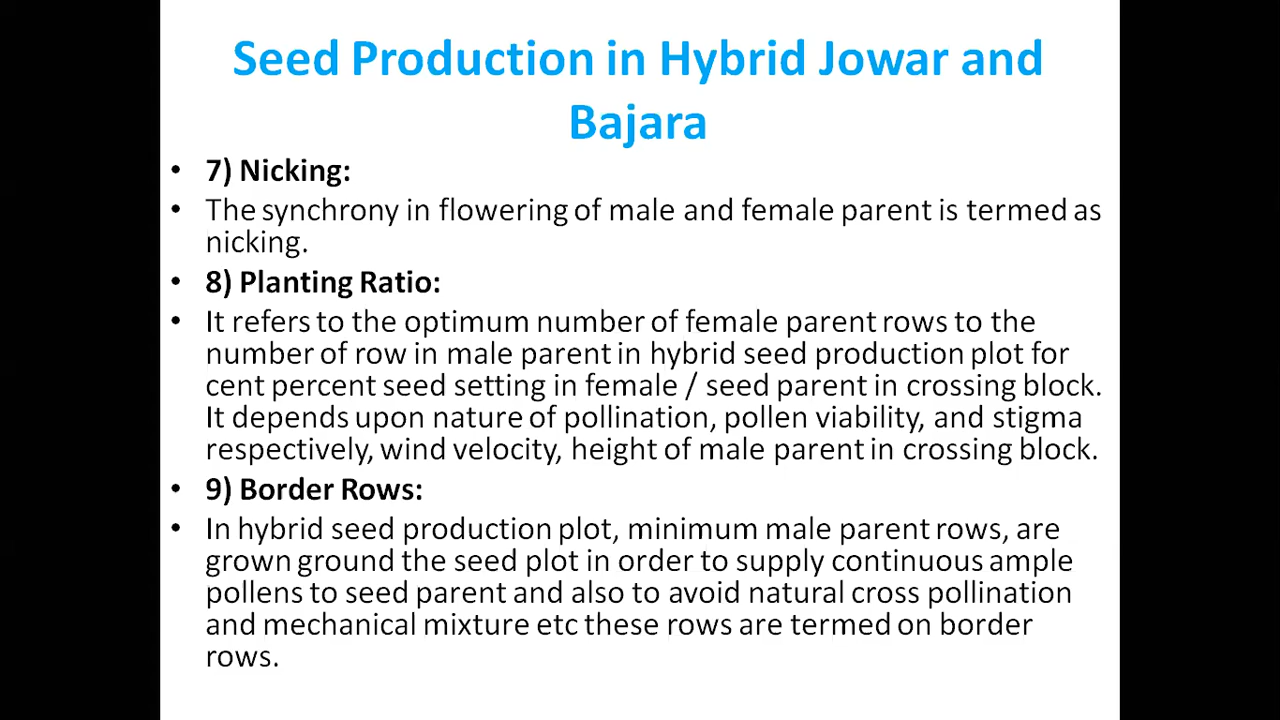 Seed Production in Hybrid Jowar and
Bajara
• 7) Nicking:
• The synchrony in flowering of male and female parent is termed as
nicking.
• 8) Planting Ratio:
• It refers to the optimum number of female parent rows to the
number of row in male parent in hybrid seed production plot for
cent percent seed setting in female / seed parent in crossing block.
It depends upon nature of pollination, pollen viability, and stigma
respectively, wind velocity, height of male parent in crossing block.
• 9) Border Rows:
• In hybrid seed production plot, minimum male parent rows, are
grown ground the seed plot in order to supply continuous ample
pollens to seed parent and also to avoid natural cross pollination
and mechanical mixture etc these rows are termed on border
rows.